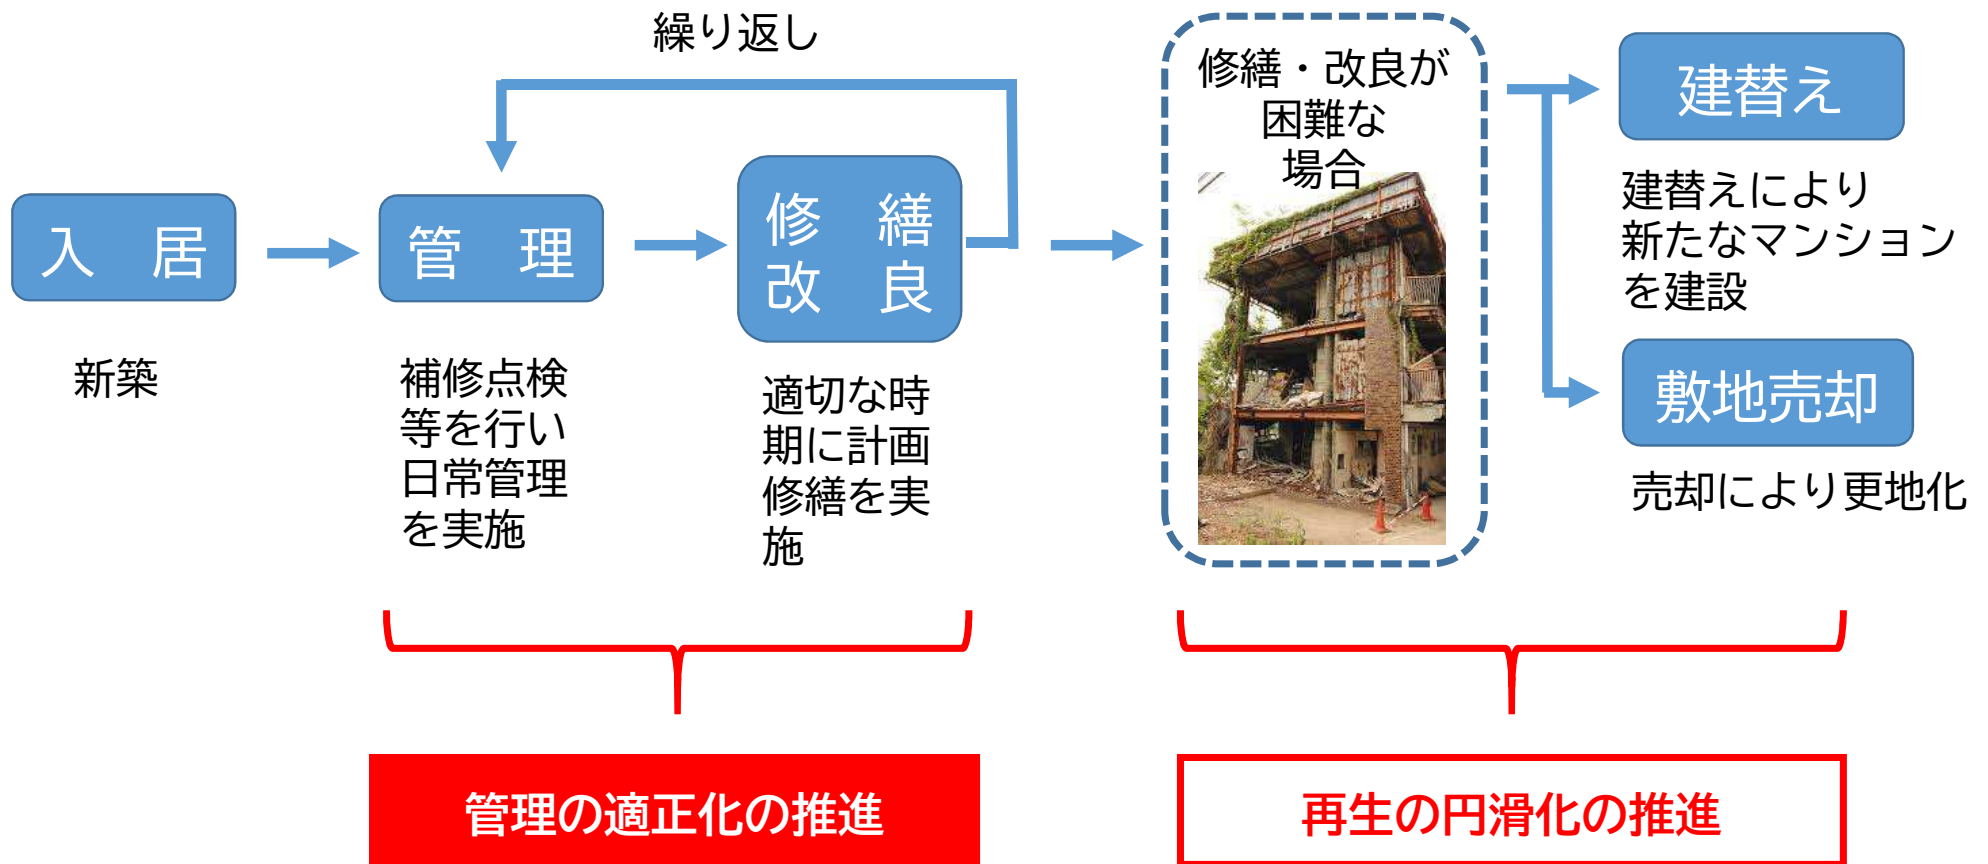 繰り返し
入　居
新築
管　理
補修点検
等を行い
日常管理
を実施
修　繕
改　良
適切な時
期に計画
修繕を実
施
修繕・改良が
困難な
場合
建替え
建替えにより
新たなマンション
を建設
敷地売却
売却により更地化
管理の適正化の推進
再生の円滑化の推進